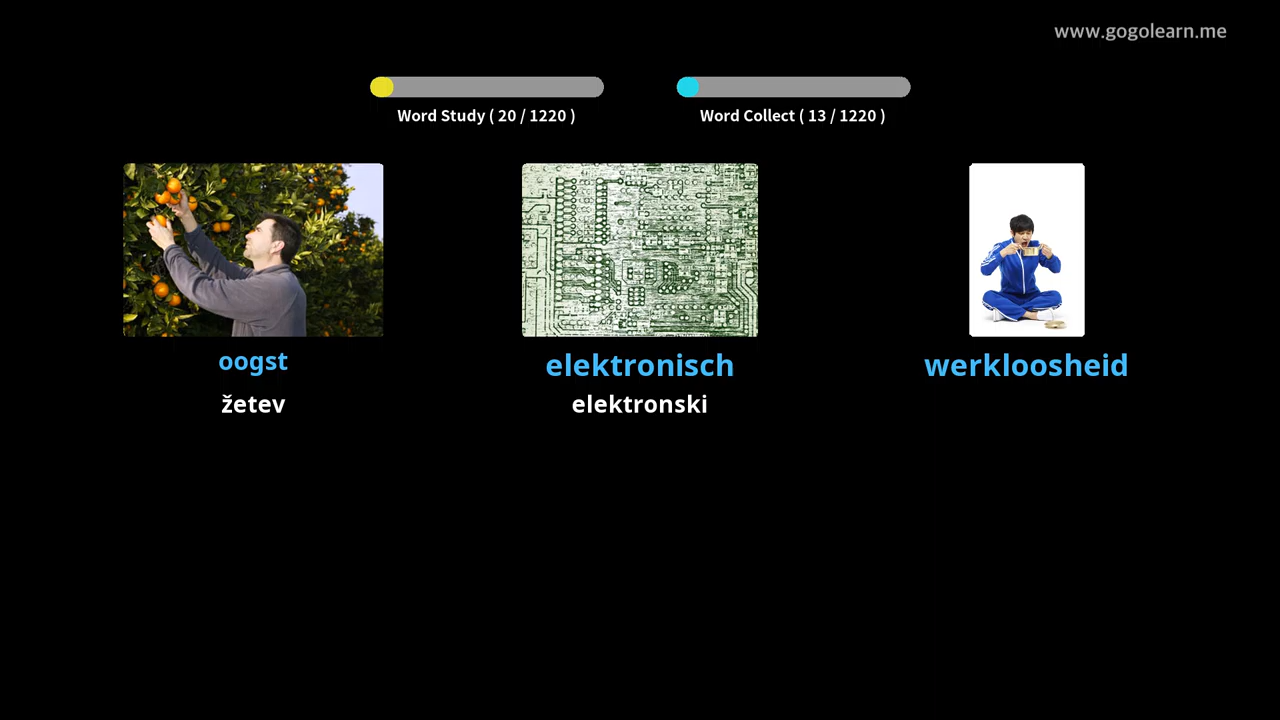 www.gogolearn.me
Word Study ( 20 / 1220 )
Word Collect ( 13 / 1220 )
oogst
elektronisch
werkloosheid
žetev
elektronski